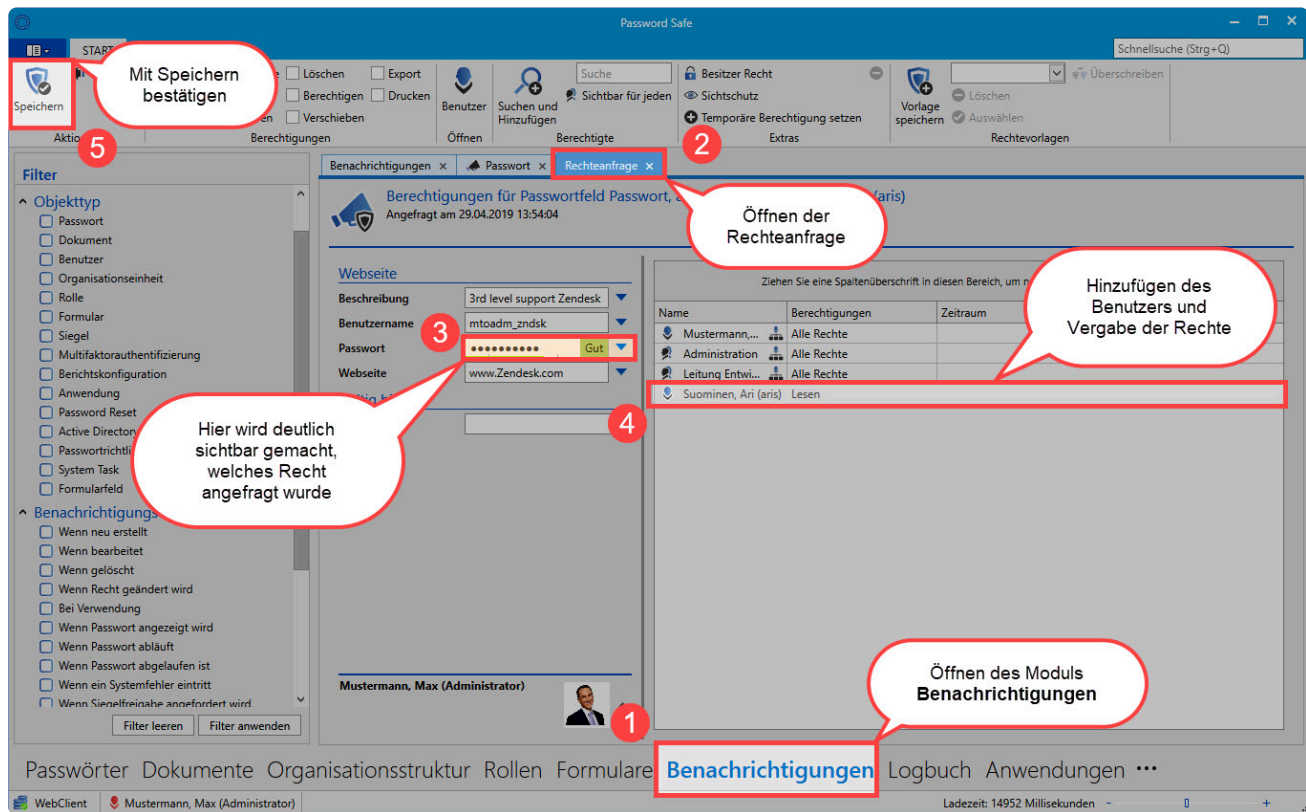 Password Safe
START
Schnellsuche (Strg+Q)
Mit Speichern
bestätigen
Speichern
Löschen
Export
Berechtigen
Drucken
Verschieben
Benutzer
Suchen und
Hinzufügen
Suche
Sichtbar für jeden
Besitzer Recht
Sichtschutz
Temporäre Berechtigung setzen
Vorlage
speichern
Überschreiben
Löschen
Auswählen
Berechtigungen
Öffnen
Berechtigte
Extras
Rechtevorlagen
5
2
Filter
Objekttyp
Passwort
Dokument
Benutzer
Organisationseinheit
Rolle
Formular
Siegel
Multifaktorauthentifizierung
Berichtskonfiguration
Anwendung
Password Reset
Active Directory
System Task
Formularfeld
Wenn neu erstellt
Wenn bearbeitet
Wenn gelöscht
Wenn Recht geändert wird
Bei Verwendung
Wenn Passwort angezeigt wird
Wenn Passwort abläuft
Wenn Passwort abgelaufen ist
Wenn ein Systemfehler eintritt
Wenn Siegelfreigabe angefordert wird
Filter leeren
Filter anwenden
Benachrichtigungen
Passwort
Rechteanfrage
Berechtigungen für Passwortfeld Passwort,
(aris)
Angefragt am 29.04.2019 13:54:04
Öffnen der
Rechteanfrage
Webseite
Beschreibung 3rd level support Zendesk
Benutzername mtoadm_zndsk
3
Passwort ●●●●●●●●●● Gut
Webseite www.Zendesk.com
Hier wird deutlich
sichtbar gemacht,
welches Recht
angefragt wurde
4
Ziehen Sie eine Spaltenüberschrift in diesen Bereich, um
Name Berechtigungen Zeitraum
Mustermann,... Alle Rechte
Administration Alle Rechte
Leitung Entwi... Alle Rechte
Suominen, Ari (aris) Lesen
Hinzufügen des
Benutzers und
Vergabe der Rechte
Mustermann, Max (Administrator)
1
Öffnen des Moduls
Benachrichtigungen
Passwörter Dokumente Organisationsstruktur Rollen Formulare Benachrichtigungen Logbuch Anwendungen •••
WebClient
Mustermann, Max (Administrator)
Ladezeit: 14952 Millisekunden